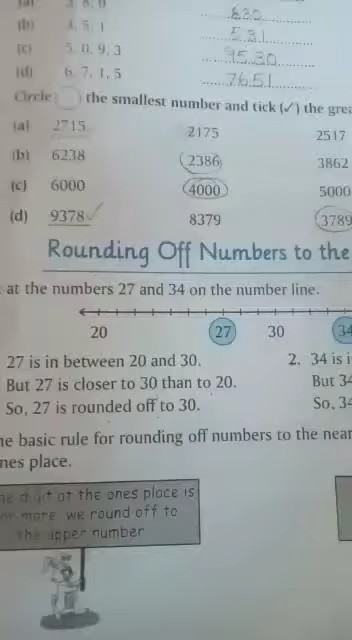 (a) 3 8 0 830
(b) 4, 5, 1 531
(c) 5, 0, 9, 3 9530
(d) 6, 7, 1, 5 7651
Circle the smallest number and tick (✓) the grea
(a) 2715 2175 2517
(b) 6238 2386 3862
(c) 6000 4000 5000
(d) 9378 ✓ 8379 3789
Rounding Off Numbers to the
at the numbers 27 and 34 on the number line.
20 27 30 34
27 is in between 20 and 30. 2. 34 is i
But 27 is closer to 30 than to 20. But 34
So, 27 is rounded off to 30. So, 34
he basic rule for rounding off numbers to the near
nes place.
he digit at the ones place is
or more we round off to
the upper number